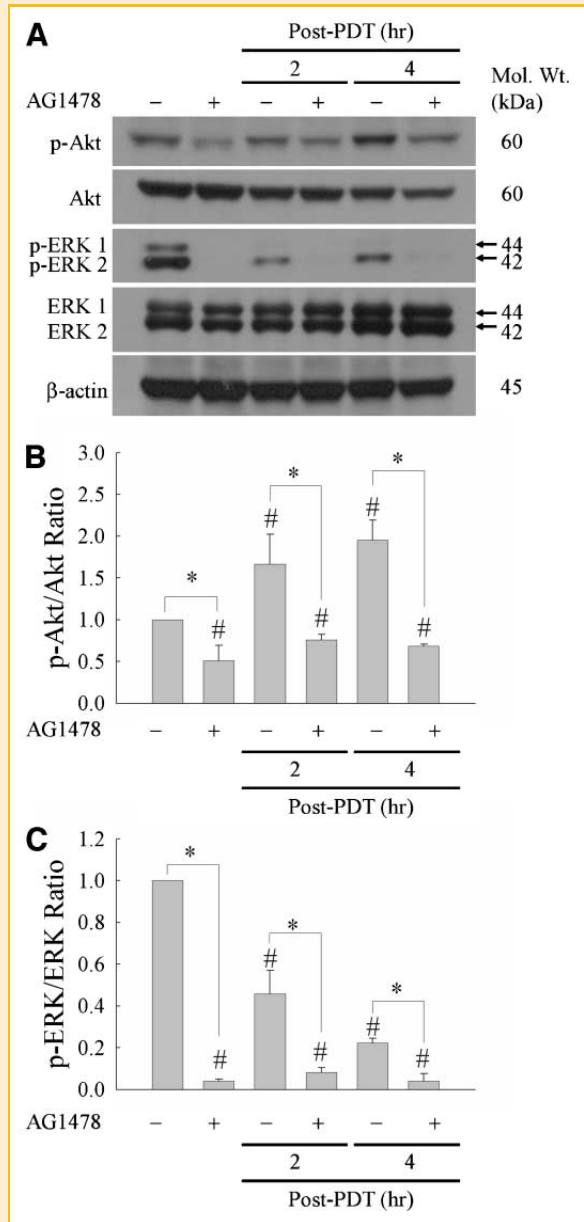 A
Post-PDT (hr)
2 4
Mol. Wt.
(kDa)
AG1478 – + – + – +
p-Akt 60
Akt 60
p-ERK 1 44
p-ERK 2 42
ERK 1 44
ERK 2 42
β-actin 45
B
p-Akt/Akt Ratio
3.0
2.5
2.0
1.5
1.0
0.5
0.0
* * *
# # # # #
AG1478 – + – + – +
2 4
Post-PDT (hr)
C
p-ERK/ERK Ratio
1.2
1.0
0.8
0.6
0.4
0.2
0.0
* * *
# # # # #
AG1478 – + – + – +
2 4
Post-PDT (hr)